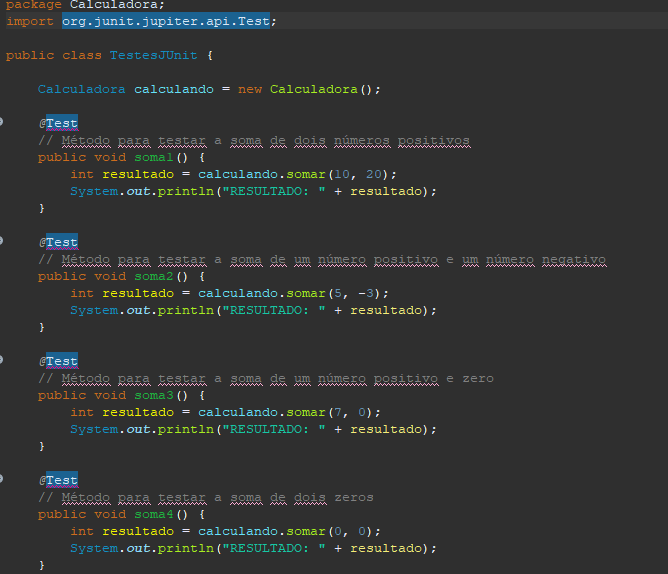 package Calculadora;
import org.junit.jupiter.api.Test;
public class TestesJUnit {
Calculadora calculando = new Calculadora();
@Test
// Método para testar a soma de dois números positivos
public void soma1() {
int resultado = calculando.somar(10, 20);
System.out.println("RESULTADO: " + resultado);
}
@Test
// Método para testar a soma de um número positivo e um número negativo
public void soma2() {
int resultado = calculando.somar(5, -3);
System.out.println("RESULTADO: " + resultado);
}
@Test
// Método para testar a soma de um número positivo e zero
public void soma3() {
int resultado = calculando.somar(7, 0);
System.out.println("RESULTADO: " + resultado);
}
@Test
// Método para testar a soma de dois zeros
public void soma4() {
int resultado = calculando.somar(0, 0);
System.out.println("RESULTADO: " + resultado);
}